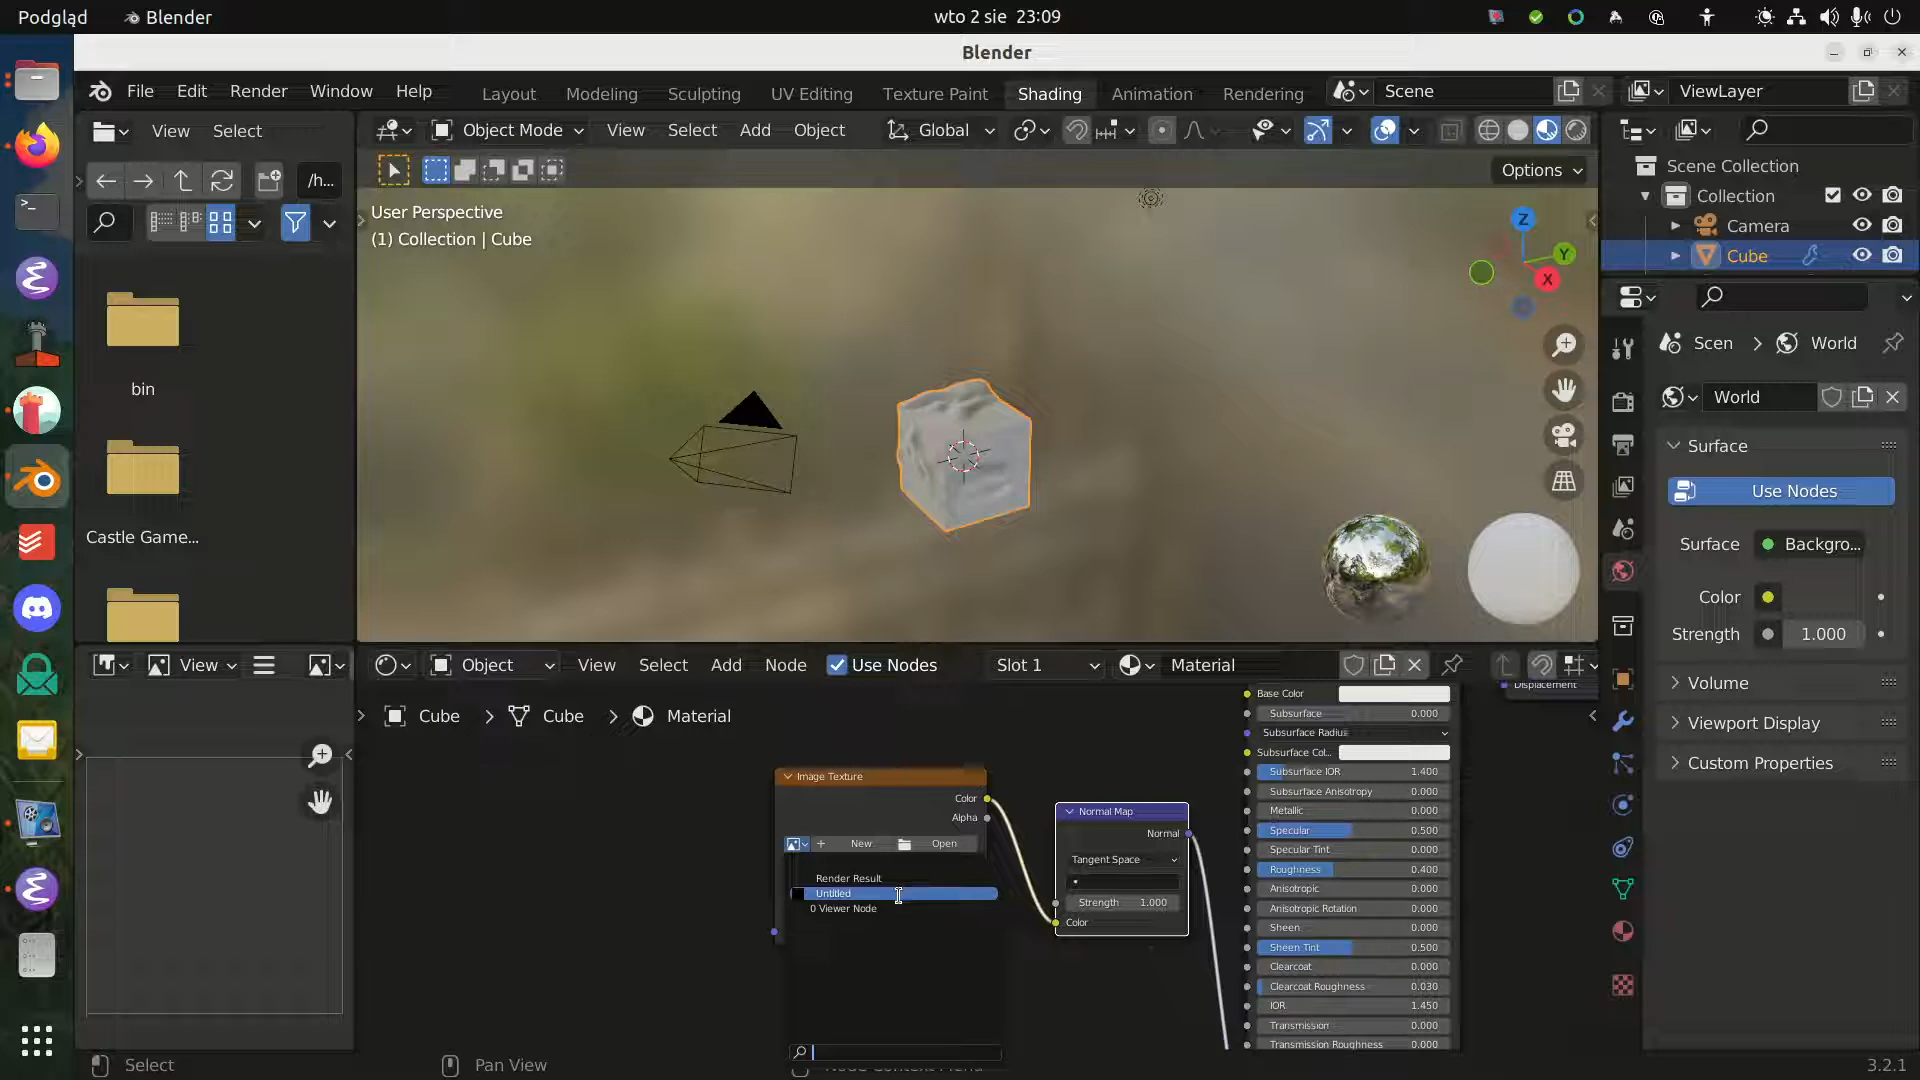 Podgląd
Blender
wto 2 sie 23:09
Blender
File Edit Render Window Help
Layout Modeling Sculpting UV Editing Texture Paint Shading Animation Rendering
Scene
ViewLayer
View Select
Object Mode View Select Add Object
Global
/h...
Options
User Perspective
(1) Collection | Cube
Z
Y
X
bin
Castle Game...
Scene Collection
Collection
Camera
Cube
Scen > World
World
Surface
Use Nodes
Surface Backgro...
Color
Strength 1.000
Volume
Viewport Display
Custom Properties
View
Object View Select Add Node Use Nodes Slot 1 Material
Cube > Cube > Material
Image Texture
Color
Alpha
New Open
Render Result
Untitled
0 Viewer Node
Normal Map
Normal
Tangent Space
Strength 1.000
Color
Displacement
Base Color
Subsurface 0.000
Subsurface Radius
Subsurface Col...
Subsurface IOR 1.400
Subsurface Anisotropy 0.000
Metallic 0.000
Specular 0.500
Specular Tint 0.000
Roughness 0.400
Anisotropic 0.000
Anisotropic Rotation 0.000
Sheen 0.000
Sheen Tint 0.500
Clearcoat 0.000
Clearcoat Roughness 0.030
IOR 1.450
Transmission 0.000
Transmission Roughness 0.000
Select
Pan View
Node Context Menu
3.2.1